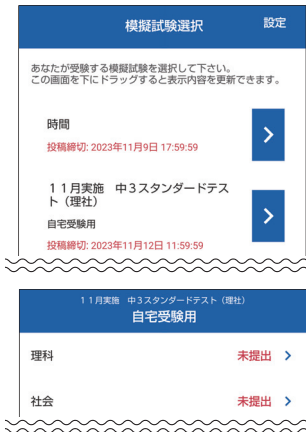 模擬試験選択 設定
あなたが受験する模擬試験を選択して下さい。
この画面を下にドラッグすると表示内容を更新できます。
時間
投稿締切: 2023年11月9日 17:59:59
１１月実施　中３スタンダードテス
ト（理社）
自宅受験用
投稿締切: 2023年11月12日 11:59:59
１１月実施　中３スタンダードテスト（理社）
自宅受験用
理科 未提出
社会 未提出